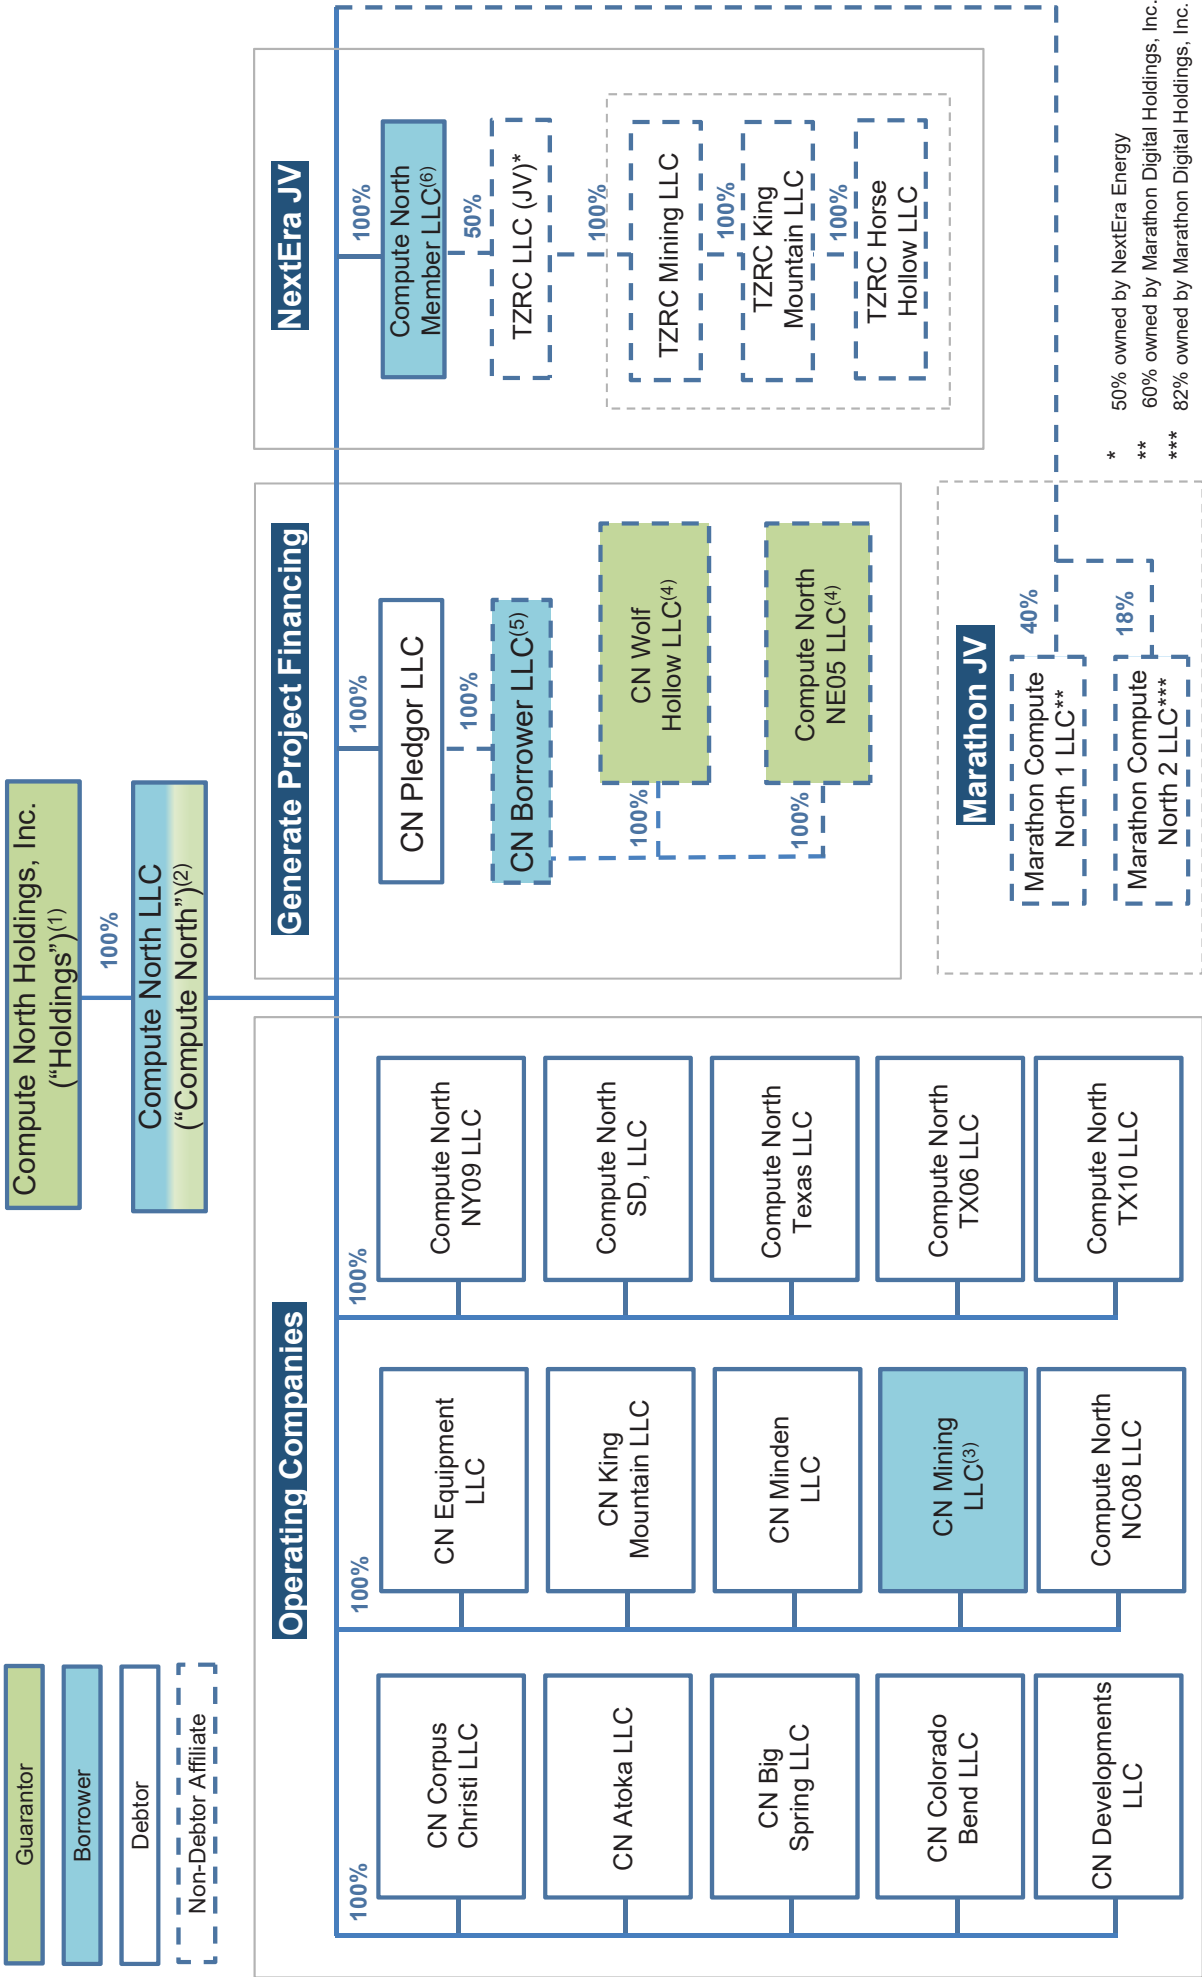 Guarantor
Borrower
Debtor
Non-Debtor Affiliate
Compute North Holdings, Inc.
(“Holdings”)(1)
100%
Compute North LLC
(“Compute North”)(2)
Operating Companies
100%
CN Corpus
Christi LLC
CN Atoka LLC
CN Big
Spring LLC
CN Colorado
Bend LLC
CN Developments
LLC
100%
CN Equipment
LLC
CN King
Mountain LLC
CN Minden
LLC
CN Mining
LLC(3)
Compute North
NC08 LLC
100%
Compute North
NY09 LLC
Compute North
SD, LLC
Compute North
Texas LLC
Compute North
TX06 LLC
Compute North
TX10 LLC
Generate Project Financing
100%
CN Pledgor LLC
100%
CN Borrower LLC(5)
100%
CN Wolf
Hollow LLC(4)
100%
Compute North
NE05 LLC(4)
NextEra JV
100%
Compute North
Member LLC(6)
50%
TZRC LLC (JV)*
100%
TZRC Mining LLC
100%
TZRC King
Mountain LLC
100%
TZRC Horse
Hollow LLC
Marathon JV
40%
Marathon Compute
North 1 LLC**
18%
Marathon Compute
North 2 LLC***
* 50% owned by NextEra Energy
** 60% owned by Marathon Digital Holdings, Inc.
*** 82% owned by Marathon Digital Holdings, Inc.